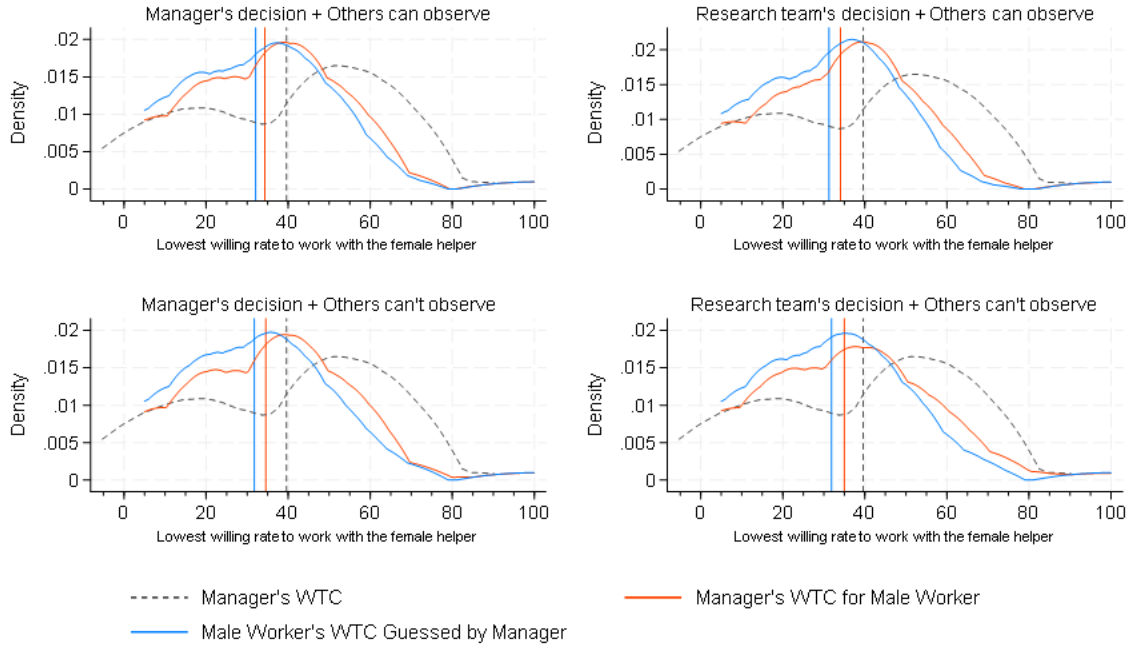 Manager's decision + Others can observe
Research team's decision + Others can observe
Density
.02
.015
.01
.005
0
0 20 40 60 80 100
Lowest willing rate to work with the female helper
Density
.02
.015
.01
.005
0
0 20 40 60 80 100
Lowest willing rate to work with the female helper
Manager's decision + Others can't observe
Research team's decision + Others can't observe
Density
.02
.015
.01
.005
0
0 20 40 60 80 100
Lowest willing rate to work with the female helper
Density
.02
.015
.01
.005
0
0 20 40 60 80 100
Lowest willing rate to work with the female helper
Manager's WTC
Manager's WTC for Male Worker
Male Worker's WTC Guessed by Manager